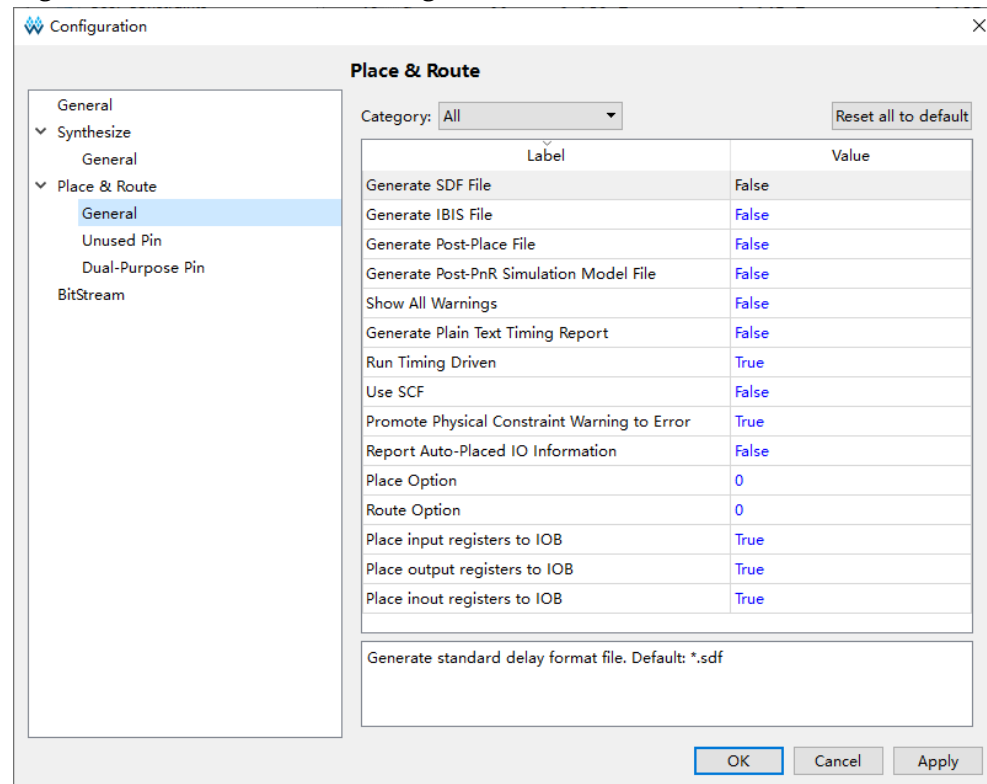 Configuration
Place & Route
General
Synthesize
General
Place & Route
General
Unused Pin
Dual-Purpose Pin
BitStream
Category: All Reset all to default
Label Value
Generate SDF File False
Generate IBIS File False
Generate Post-Place File False
Generate Post-PnR Simulation Model File False
Show All Warnings False
Generate Plain Text Timing Report False
Run Timing Driven True
Use SCF False
Promote Physical Constraint Warning to Error True
Report Auto-Placed IO Information False
Place Option 0
Route Option 0
Place input registers to IOB True
Place output registers to IOB True
Place inout registers to IOB True
Generate standard delay format file. Default: *.sdf
OK Cancel Apply